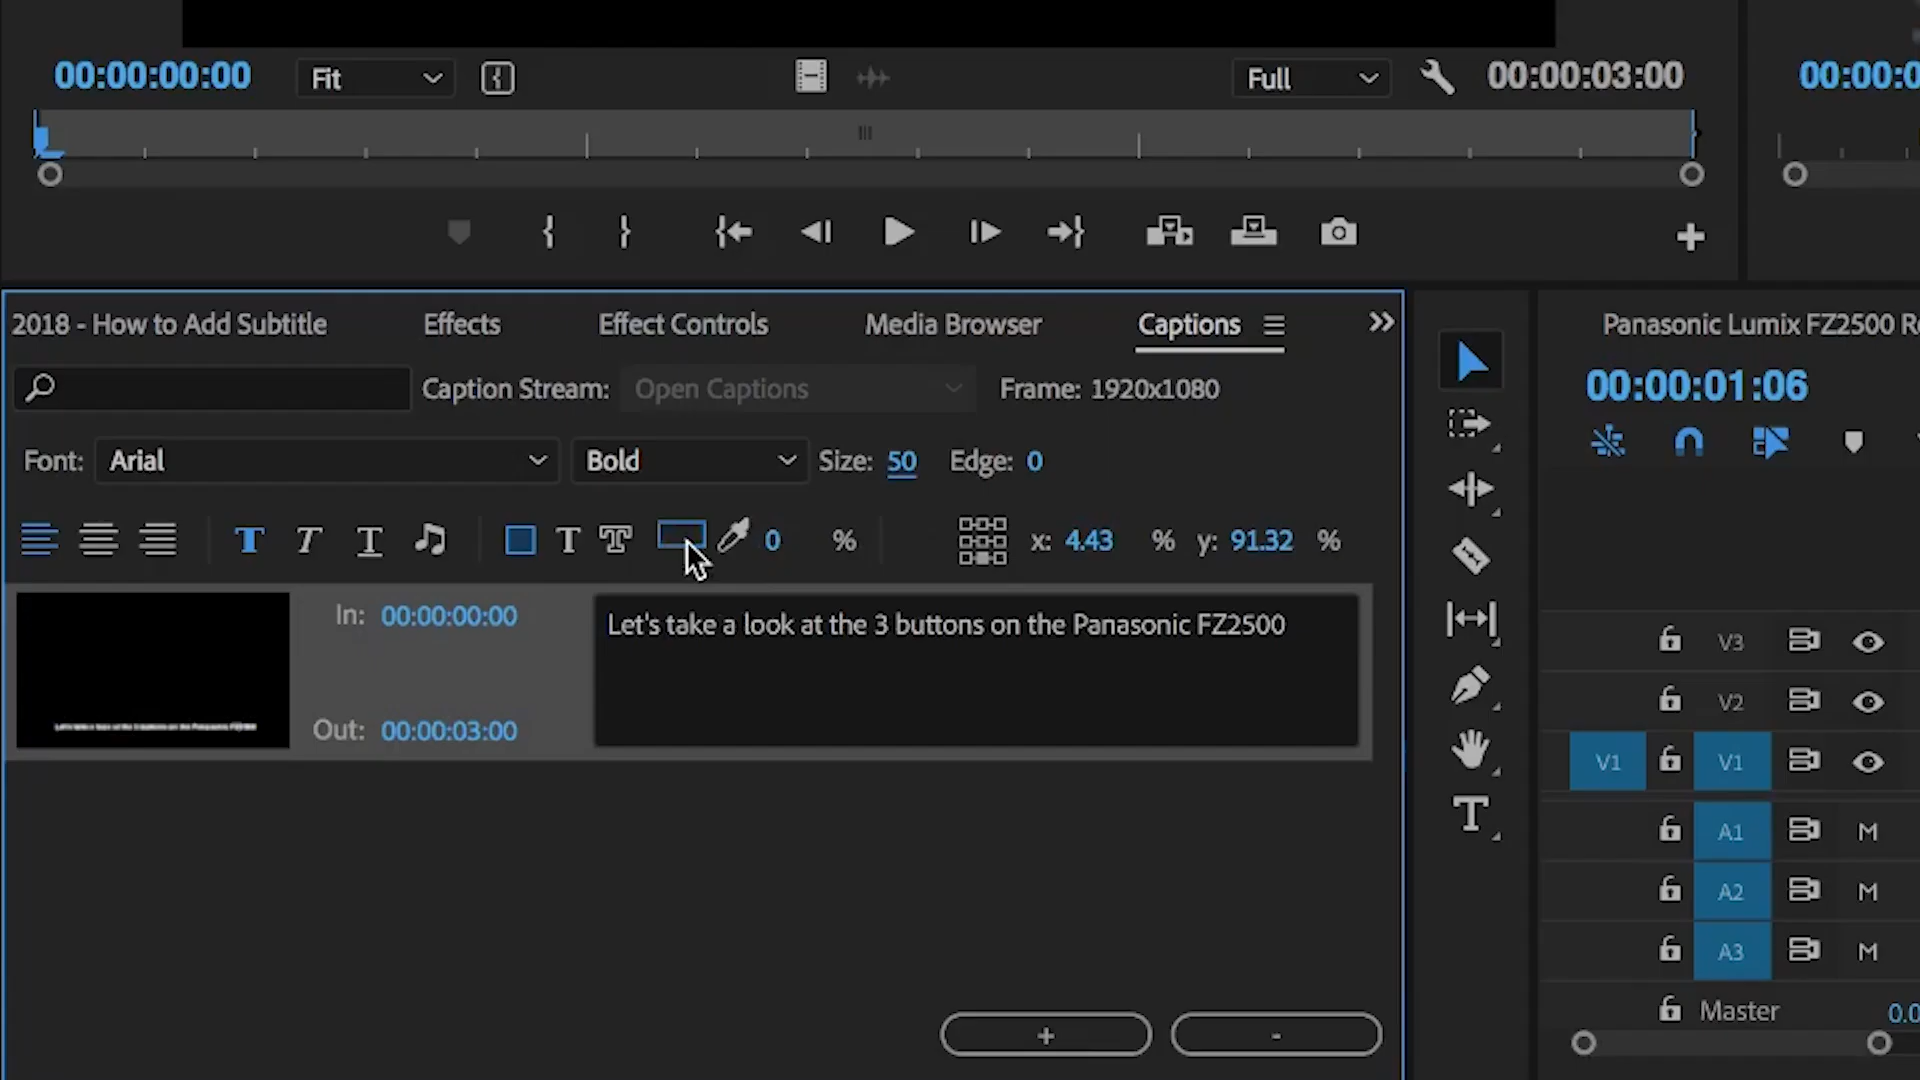 00:00:00:00 Fit Full 00:00:03:00
2018 - How to Add Subtitle Effects Effect Controls Media Browser Captions
Caption Stream: Open Captions Frame: 1920x1080
Font: Arial Bold Size: 50 Edge: 0
T T T T T 0 % x: 4.43 % y: 91.32 %
In: 00:00:00:00
Let's take a look at the 3 buttons on the Panasonic FZ2500
Out: 00:00:03:00
+ -
T
Panasonic Lumix FZ2500
00:00:01:06
V3
V2
V1 V1
A1 M
A2 M
A3 M
Master